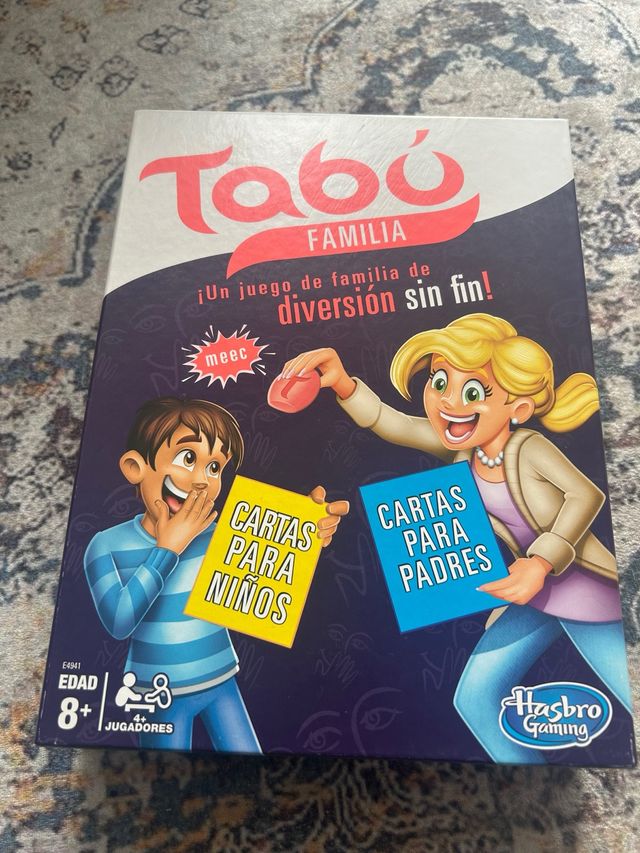 Tabú
FAMILIA
¡Un juego de familia de
diversión sin fin!
meec
CARTAS
PARA
NIÑOS
CARTAS
PARA
PADRES
E4941
EDAD
8+
4+
JUGADORES
Hasbro
Gaming